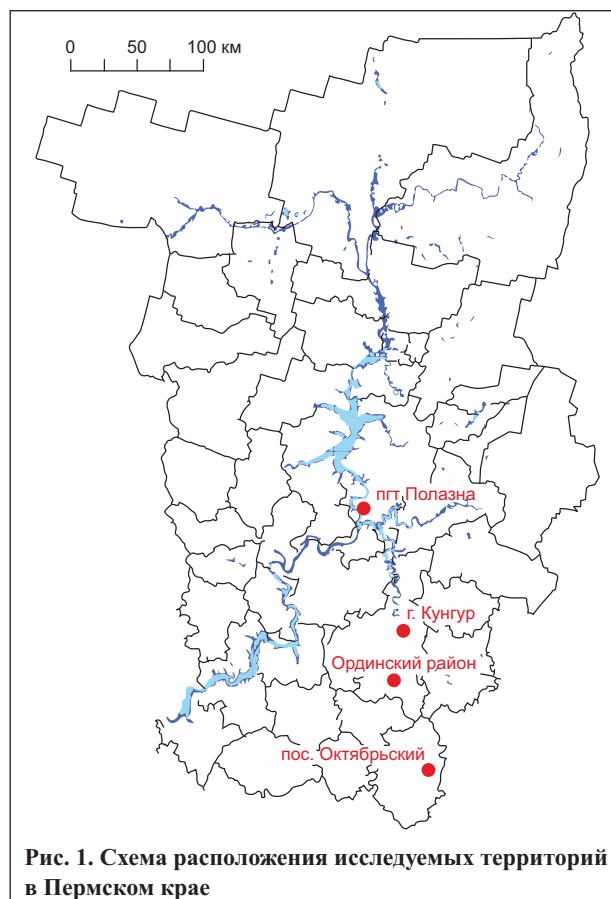 0 50 100 км
пгт Полазна
г. Кунгур
Ординский район
пос. Октябрьский
Рис. 1. Схема расположения исследуемых территорий
в Пермском крае